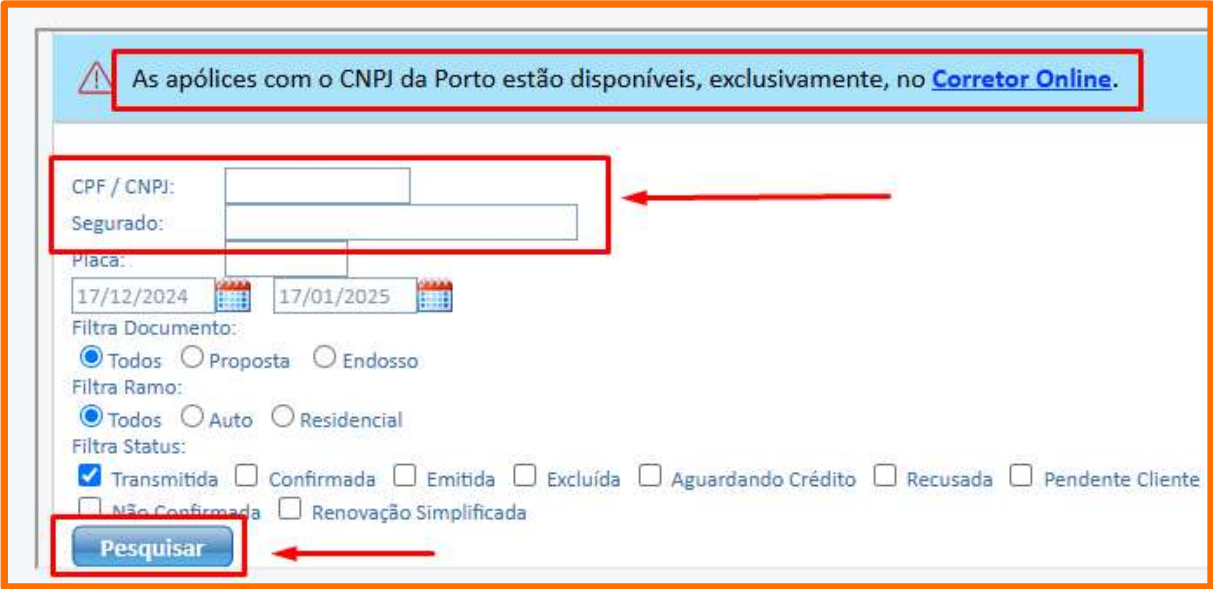 As apólices com o CNPJ da Porto estão disponíveis, exclusivamente, no Corretor Online.
CPF / CNPJ:
Segurado:
Placa:
17/12/2024 17/01/2025
Filtra Documento:
Todos Proposta Endosso
Filtra Ramo:
Todos Auto Residencial
Filtra Status:
Transmitida Confirmada Emitida Excluída Aguardando Crédito Recusada Pendente Cliente
Não Confirmada Renovação Simplificada
Pesquisar